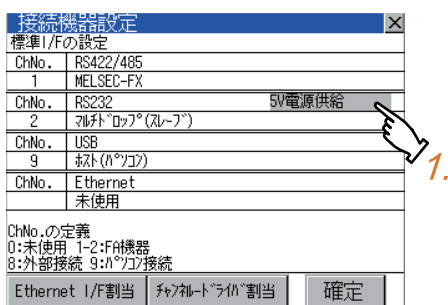 接続機器設定 ×
標準I/Fの設定
ChNo. RS422/485
1 MELSEC-FX
ChNo. RS232 5V電源供給
2 ﾏﾙﾁﾄﾞﾛｯﾌﾟ(ｽﾚｰﾌﾞ)
ChNo. USB
9 ﾎｽﾄ(ﾊﾟｿｺﾝ)
ChNo. Ethernet
未使用
1.
ChNo.の定義
0:未使用 1-2:FA機器
8:外部接続 9:ﾊﾟｿｺﾝ接続
Ethernet I/F割当 ﾁｬﾝﾈﾙ-ﾄﾞﾗｲﾊﾞ割当 確定